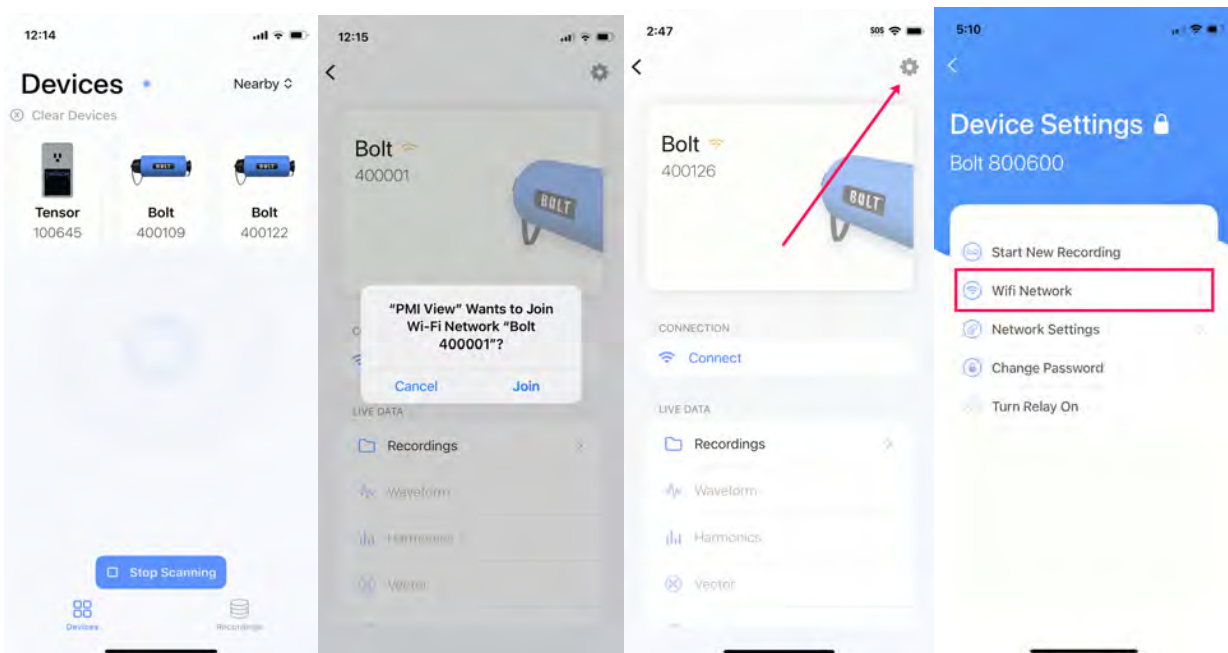 12:14
Devices
Nearby
Clear Devices
BOLT
BOLT
Tensor
100645
Bolt
400109
Bolt
400122
Stop Scanning
Devices
Recordings
12:15
Bolt
400001
BOLT
"PMI View" Wants to Join
Wi-Fi Network "Bolt
400001"?
Cancel
Join
LIVE DATA
Recordings
Waveform
Harmonics
Vector
2:47
SOS
Bolt
400126
BOLT
CONNECTION
Connect
LIVE DATA
Recordings
Waveform
Harmonics
Vector
5:10
Device Settings
Bolt 800600
Start New Recording
Wifi Network
Network Settings
Change Password
Turn Relay On